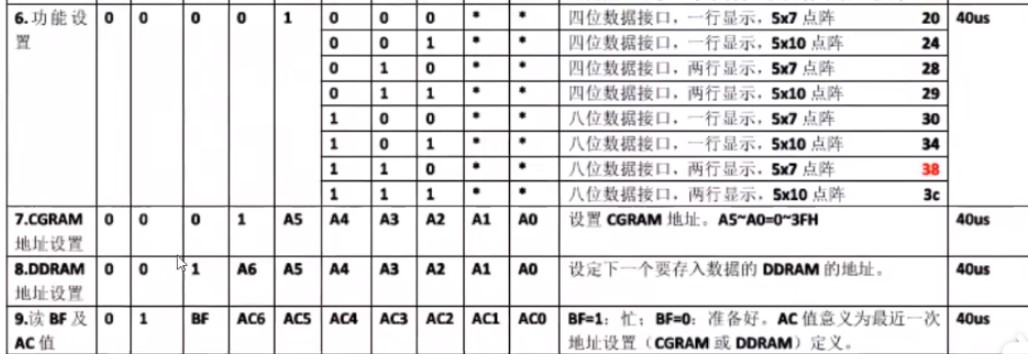 6.功能设置 0 0 0 0 1 0 0 0 * * 四位数据接口，一行显示，5x7 点阵 20 40us
0 0 1 * * 四位数据接口，一行显示，5x10 点阵 24
0 1 0 * * 四位数据接口，两行显示，5x7 点阵 28
0 1 1 * * 四位数据接口，两行显示，5x10 点阵 29
1 0 0 * * 八位数据接口，一行显示，5x7 点阵 30
1 0 1 * * 八位数据接口，一行显示，5x10 点阵 34
1 1 0 * * 八位数据接口，两行显示，5x7 点阵 38
1 1 1 * * 八位数据接口，两行显示，5x10 点阵 3c
7.CGRAM 0 0 0 1 A5 A4 A3 A2 A1 A0 设置 CGRAM 地址。A5~A0=0~3FH 40us
地址设置
8.DDRAM 0 0 1 A6 A5 A4 A3 A2 A1 A0 设定下一个要存入数据的 DDRAM 的地址。 40us
地址设置
9.读 BF 及 0 1 BF AC6 AC5 AC4 AC3 AC2 AC1 AC0 BF=1：忙；BF=0：准备好。AC 值意义为最近一次 40us
AC 值 地址设置（CGRAM 或 DDRAM）定义。